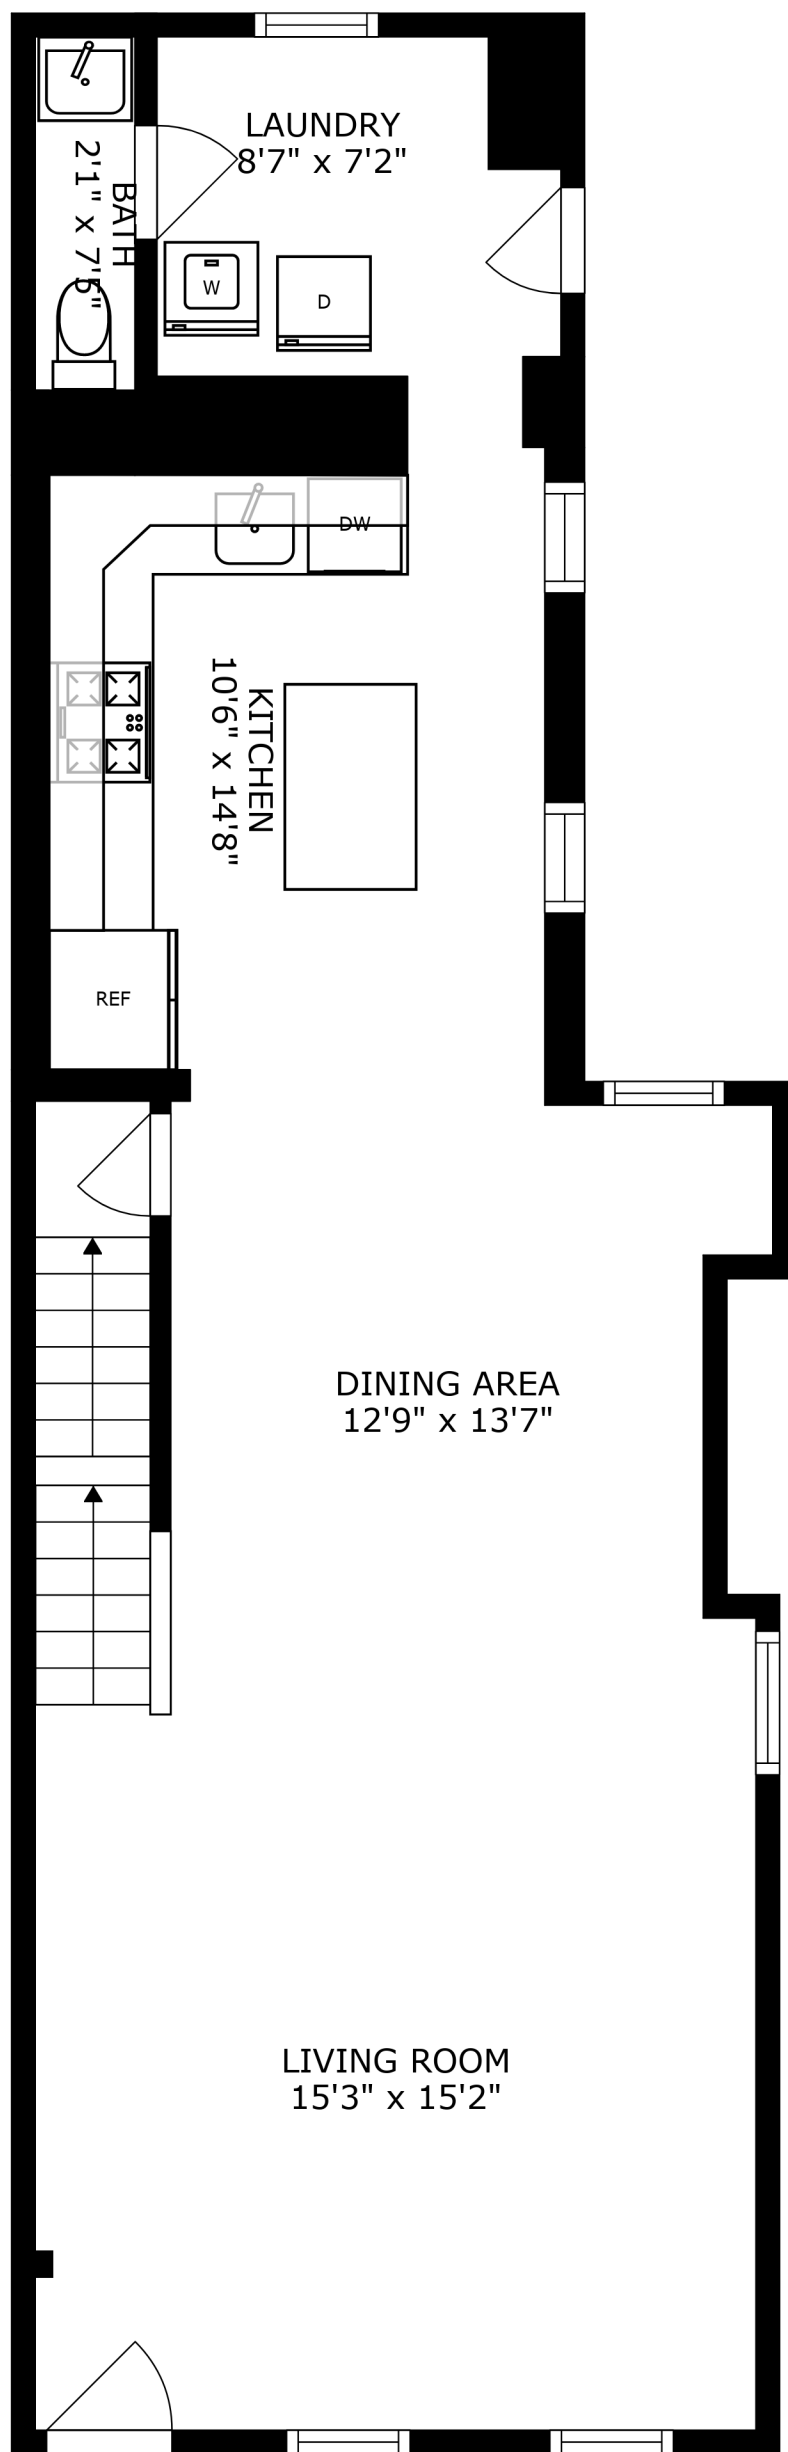 LAUNDRY
8'7" x 7'2"
BATH
2'1" x 7'5"
W
D
DW
KITCHEN
10'6" x 14'8"
REF
DINING AREA
12'9" x 13'7"
LIVING ROOM
15'3" x 15'2"